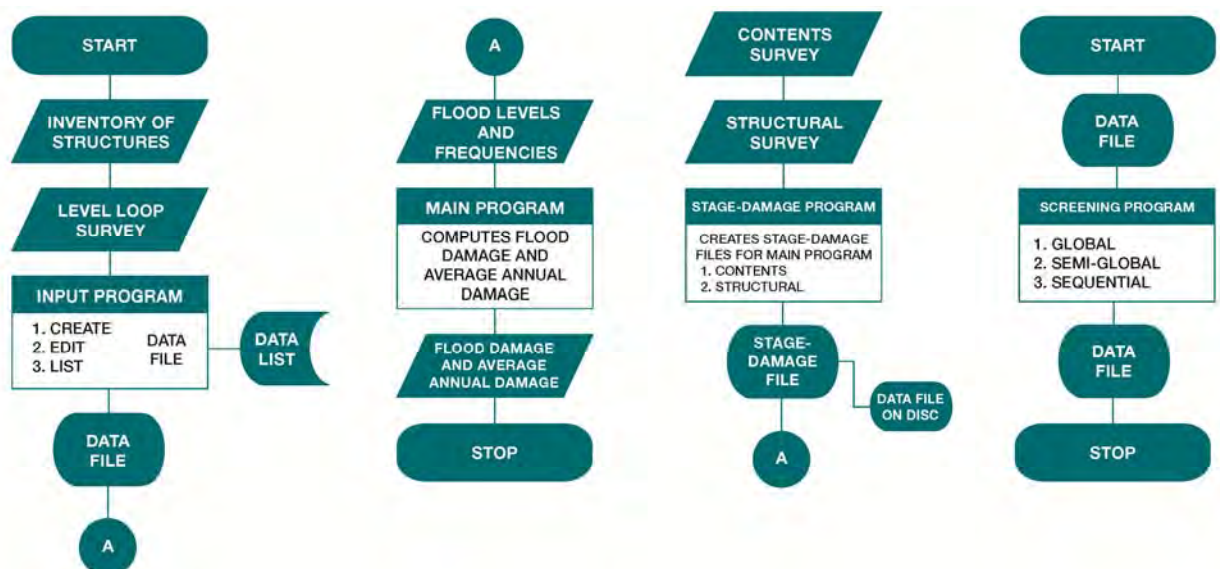 START
INVENTORY OF
STRUCTURES
LEVEL LOOP
SURVEY
INPUT PROGRAM
1. CREATE
2. EDIT
3. LIST
DATA
FILE
DATA
LIST
DATA
FILE
A
A
FLOOD LEVELS
AND
FREQUENCIES
MAIN PROGRAM
COMPUTES FLOOD
DAMAGE AND
AVERAGE ANNUAL
DAMAGE
FLOOD DAMAGE
AND AVERAGE
ANNUAL DAMAGE
STOP
CONTENTS
SURVEY
STRUCTURAL
SURVEY
STAGE-DAMAGE PROGRAM
CREATES STAGE-DAMAGE
FILES FOR MAIN PROGRAM
1. CONTENTS
2. STRUCTURAL
STAGE-
DAMAGE
FILE
DATA FILE
ON DISC
A
START
DATA
FILE
SCREENING PROGRAM
1. GLOBAL
2. SEMI-GLOBAL
3. SEQUENTIAL
DATA
FILE
STOP